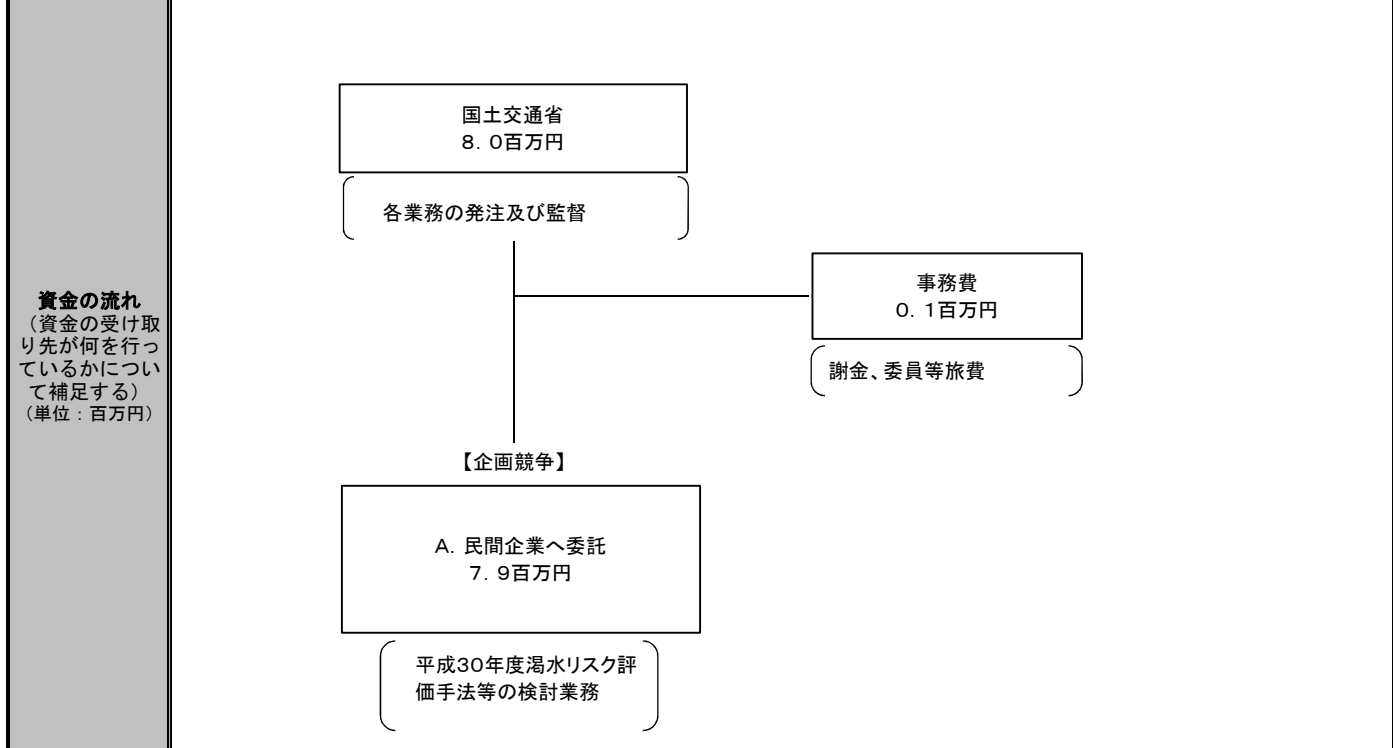 資金の流れ
（資金の受け取
り先が何を行っ
ているかについ
て補足する）
（単位：百万円）
国土交通省
８．０百万円
各業務の発注及び監督
事務費
０．１百万円
謝金、委員等旅費
【企画競争】
Ａ．民間企業へ委託
７．９百万円
平成３０年度渇水リスク評
価手法等の検討業務